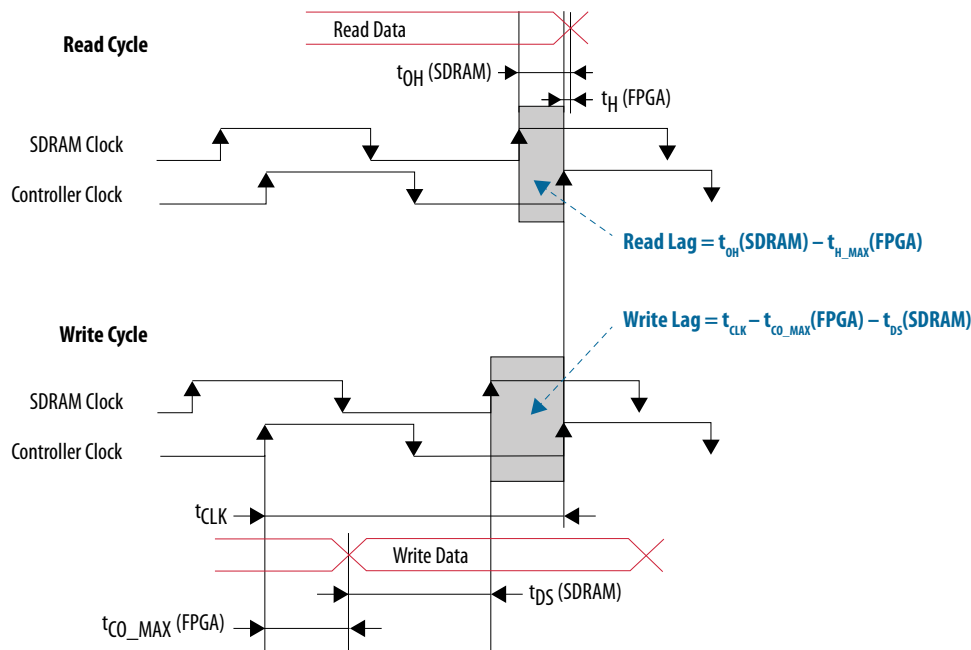 Read Data
Read Cycle
tOH (SDRAM)
tH (FPGA)
SDRAM Clock
Controller Clock
Read Lag = tOH(SDRAM) – tH_MAX(FPGA)
Write Lag = tCLK – tCO_MAX(FPGA) – tDS(SDRAM)
Write Cycle
SDRAM Clock
Controller Clock
tCLK
Write Data
tDS (SDRAM)
tCO_MAX (FPGA)